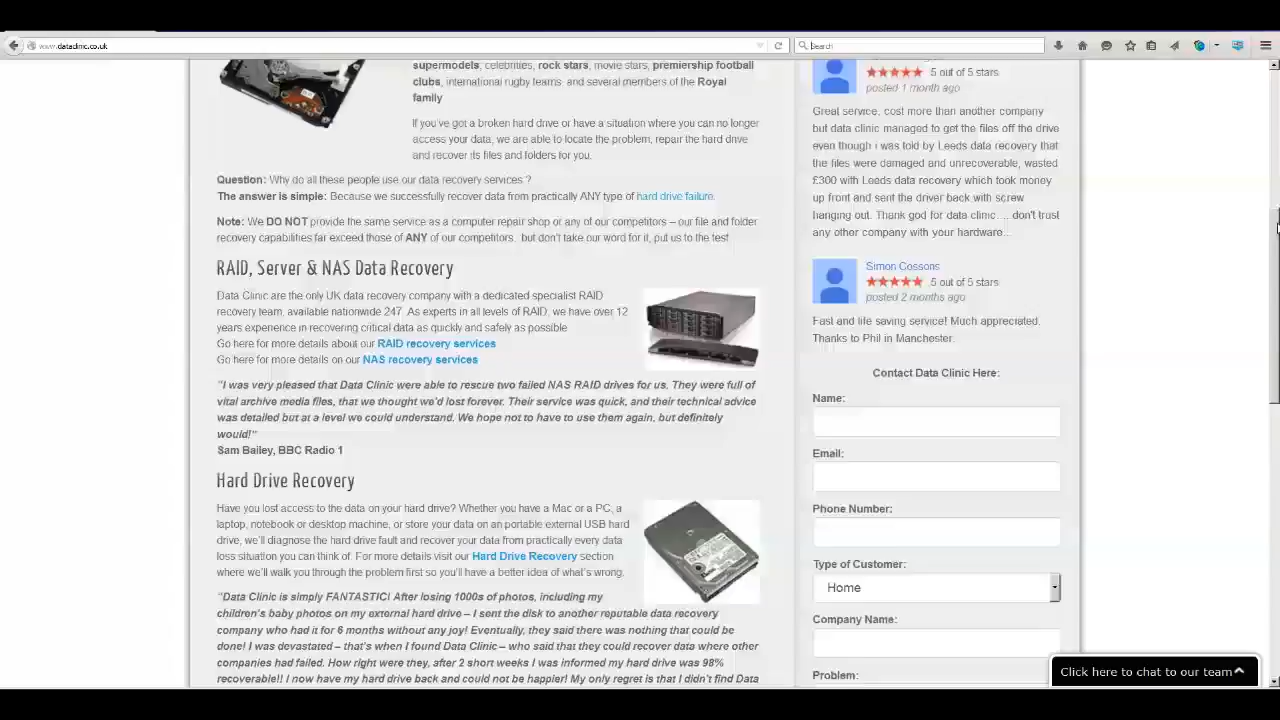 www.dataclinic.co.uk
Search
supermodels, celebrities, rock stars, movie stars, premiership football
clubs, international rugby teams, and several members of the Royal
family
If you've got a broken hard drive or have a situation where you can no longer
access your data, we are able to locate the problem, repair the hard drive
and recover its files and folders for you.
Question: Why do all these people use our data recovery services ?
The answer is simple: Because we successfully recover data from practically ANY type of hard drive failure.
Note: We DO NOT provide the same service as a computer repair shop or any of our competitors – our file and folder
recovery capabilities far exceed those of ANY of our competitors.. but don't take our word for it, put us to the test
RAID, Server & NAS Data Recovery
Data Clinic are the only UK data recovery company with a dedicated specialist RAID
recovery team, available nationwide 247. As experts in all levels of RAID, we have over 12
years experience in recovering critical data as quickly and safely as possible
Go here for more details about our RAID recovery services
Go here for more details on our NAS recovery services
"I was very pleased that Data Clinic were able to rescue two failed NAS RAID drives for us. They were full of
vital archive media files, that we thought we'd lost forever. Their service was quick, and their technical advice
was detailed but at a level we could understand. We hope not to have to use them again, but definitely
would!"
Sam Bailey, BBC Radio 1
Hard Drive Recovery
Have you lost access to the data on your hard drive? Whether you have a Mac or a PC, a
laptop, notebook or desktop machine, or store your data on an portable external USB hard
drive, we'll diagnose the hard drive fault and recover your data from practically every data
loss situation you can think of. For more details visit our Hard Drive Recovery section
where we'll walk you through the problem first so you'll have a better idea of what's wrong.
"Data Clinic is simply FANTASTIC! After losing 1000s of photos, including my
children's baby photos on my external hard drive – I sent the disk to another reputable data recovery
company who had it for 6 months without any joy! Eventually, they said there was nothing that could be
done! I was devastated – that's when I found Data Clinic – who said that they could recover data where other
companies had failed. How right were they, after 2 short weeks I was informed my hard drive was 98%
recoverable!! I now have my hard drive back and could not be happier! My only regret is that I didn't find Data
5 out of 5 stars
posted 1 month ago
Great service, cost more than another company
but data clinic managed to get the files off the drive
even though i was told by Leeds data recovery that
the files were damaged and unrecoverable, wasted
£300 with Leeds data recovery which took money
up front and sent the driver back with screw
hanging out. Thank god for data clinic.... don't trust
any other company with your hardware...
Simon Cossons
5 out of 5 stars
posted 2 months ago
Fast and life saving service! Much appreciated.
Thanks to Phil in Manchester.
Contact Data Clinic Here:
Name:
Email:
Phone Number:
Type of Customer:
Home
Company Name:
Problem:
Click here to chat to our team